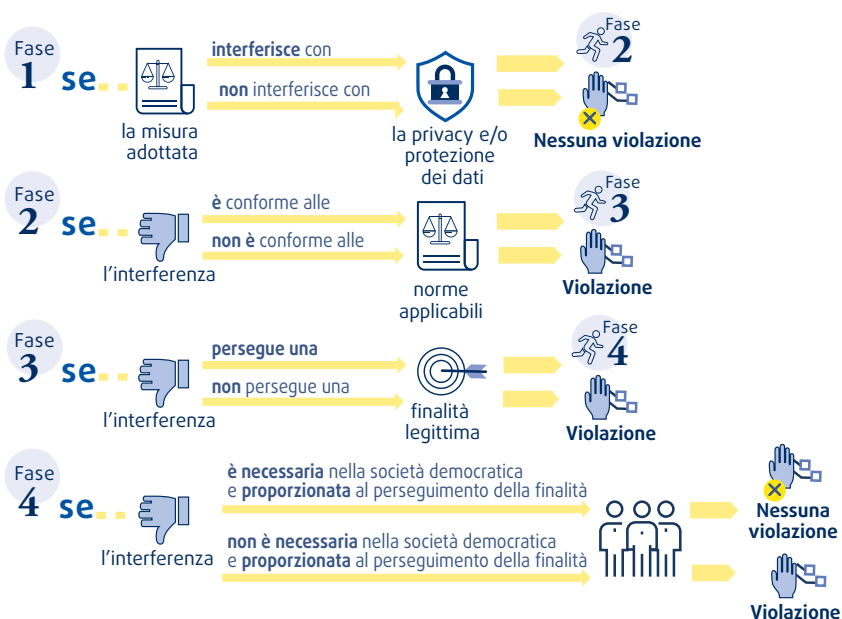 Fase
1
se
la misura
adottata
interferisce con
non interferisce con
la privacy e/o
protezione
dei dati
Fase
2
Nessuna violazione
Fase
2
se
l'interferenza
è conforme alle
non è conforme alle
norme
applicabili
Fase
3
Violazione
Fase
3
se
l'interferenza
persegue una
non persegue una
finalità
legittima
Fase
4
Violazione
Fase
4
se
l'interferenza
è necessaria nella società democratica
e proporzionata al perseguimento della finalità
non è necessaria nella società democratica
e proporzionata al perseguimento della finalità
Nessuna
violazione
Violazione